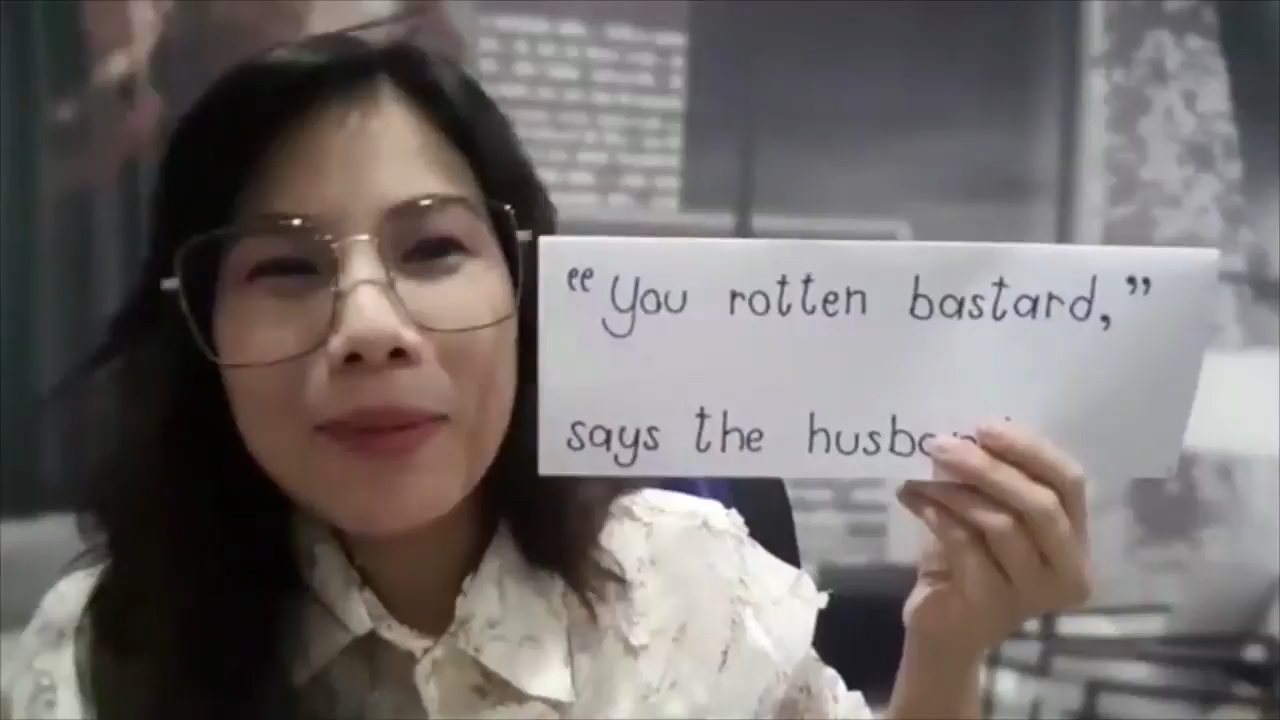 “You rotten bastard,”
says the